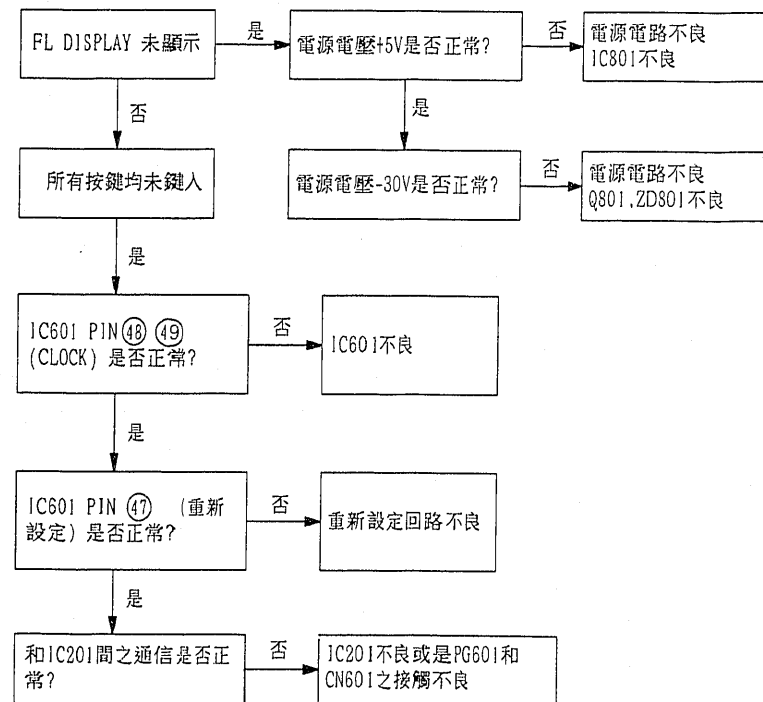 FL DISPLAY 未顯示
是
電源電壓+5V是否正常?
否
電源電路不良
IC801不良
否
是
所有按鍵均未鍵入
電源電壓-30V是否正常?
否
電源電路不良
Q801,ZD801不良
是
IC601 PIN㊽ ㊾
(CLOCK) 是否正常?
否
IC601不良
是
IC601 PIN ㊼ (重新
設定) 是否正常?
否
重新設定回路不良
是
和IC201間之通信是否正
常?
否
IC201不良或是PG601和
CN601之接觸不良